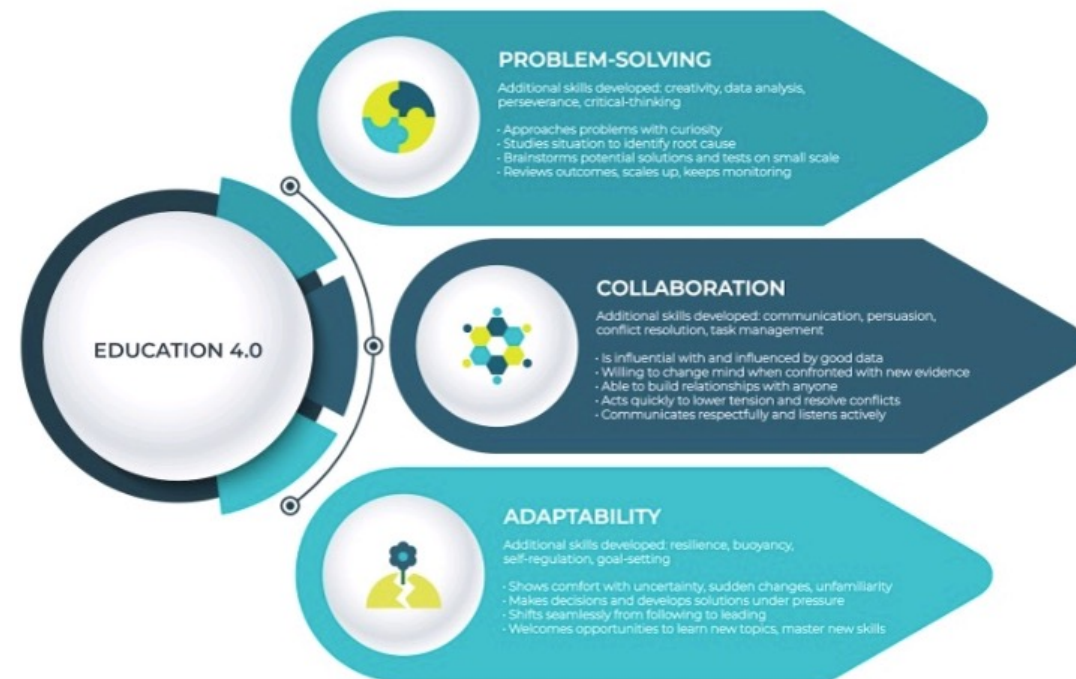 PROBLEM-SOLVING
Additional skills developed: creativity, data analysis,
perseverance, critical-thinking
• Approaches problems with curiosity
• Studies situation to identify root cause
• Brainstorms potential solutions and tests on small scale
• Reviews outcomes, scales up, keeps monitoring
EDUCATION 4.0
COLLABORATION
Additional skills developed: communication, persuasion,
conflict resolution, task management
• Is influential with and influenced by good data
• Willing to change mind when confronted with new evidence
• Able to build relationships with anyone
• Acts quickly to lower tension and resolve conflicts
• Communicates respectfully and listens actively
ADAPTABILITY
Additional skills developed: resilience, buoyancy,
self-regulation, goal-setting
• Shows comfort with uncertainty, sudden changes, unfamiliarity
• Makes decisions and develops solutions under pressure
• Shifts seamlessly from following to leading
• Welcomes opportunities to learn new topics, master new skills